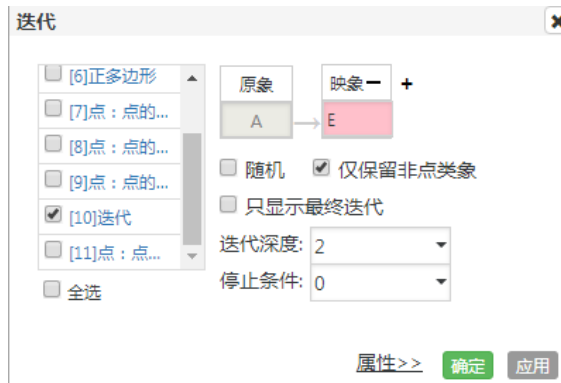 迭代
[6]正多边形
[7]点：点的...
[8]点：点的...
[9]点：点的...
[10]迭代
[11]点：点...
全选
原象 映象 +
A → E
随机 仅保留非点类象
只显示最终迭代
迭代深度: 2
停止条件: 0
属性>> 确定 应用